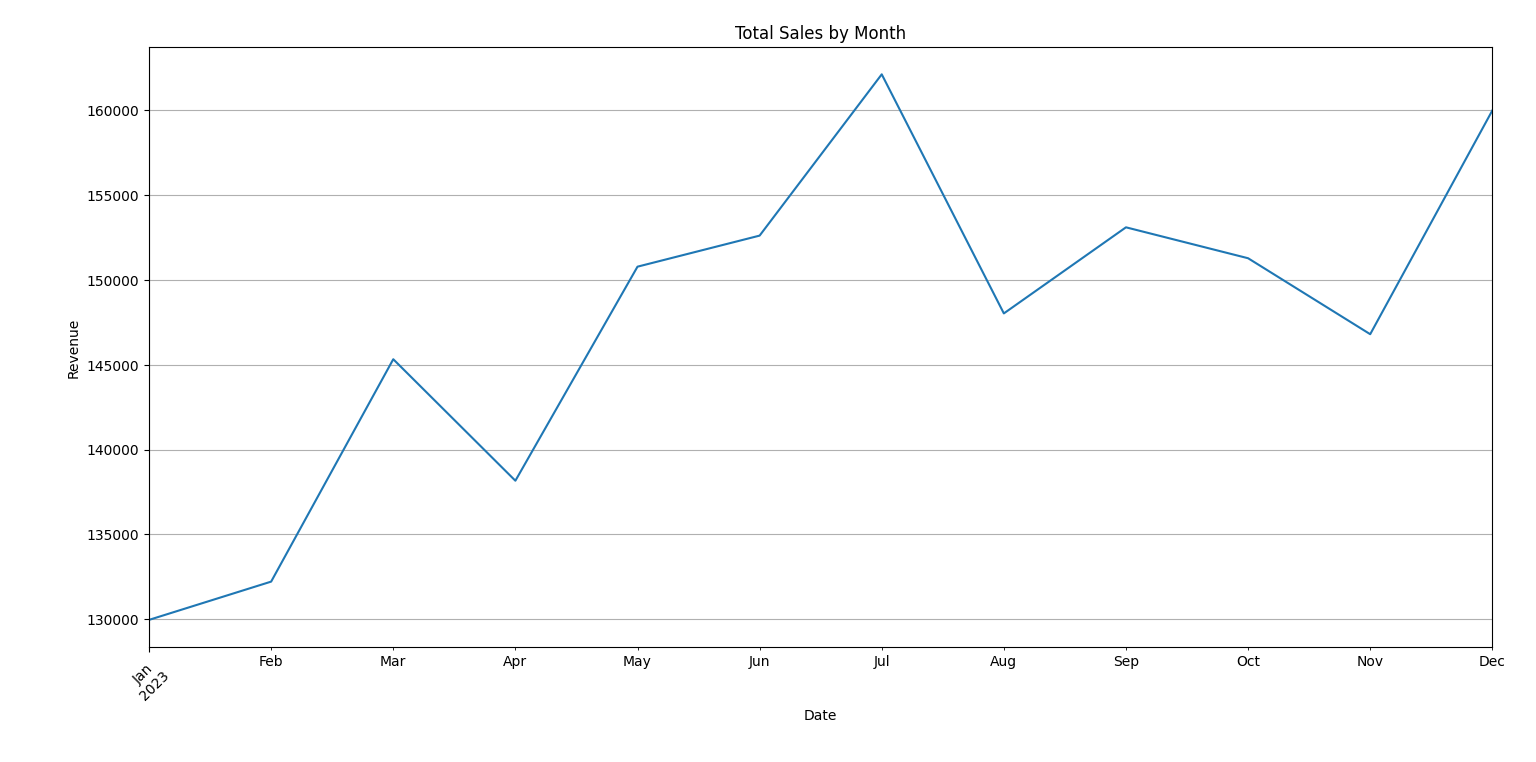 Total Sales by Month
Revenue
160000
155000
150000
145000
140000
135000
130000
Jan
2023
Feb
Mar
Apr
May
Jun
Jul
Aug
Sep
Oct
Nov
Dec
Date